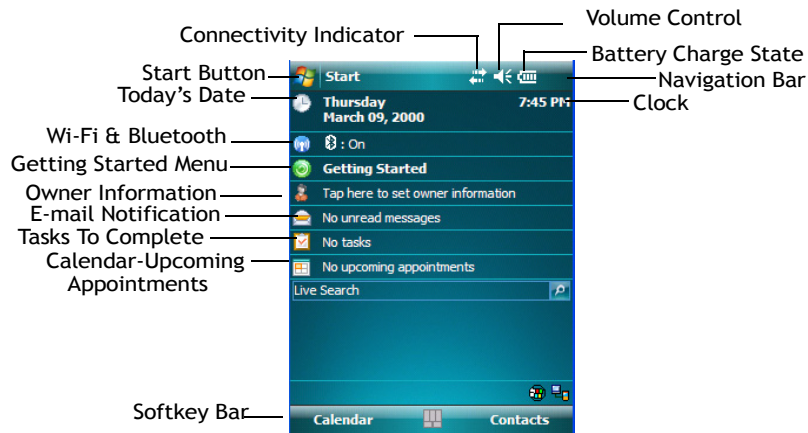 Volume Control
Connectivity Indicator
Battery Charge State
Start Button
Start
Navigation Bar
Today's Date
Thursday
March 09, 2000
7:45 PM
Clock
Wi-Fi & Bluetooth
: On
Getting Started Menu
Getting Started
Owner Information
Tap here to set owner information
E-mail Notification
No unread messages
Tasks To Complete
No tasks
Calendar-Upcoming
Appointments
No upcoming appointments
Live Search
Softkey Bar
Calendar
Contacts